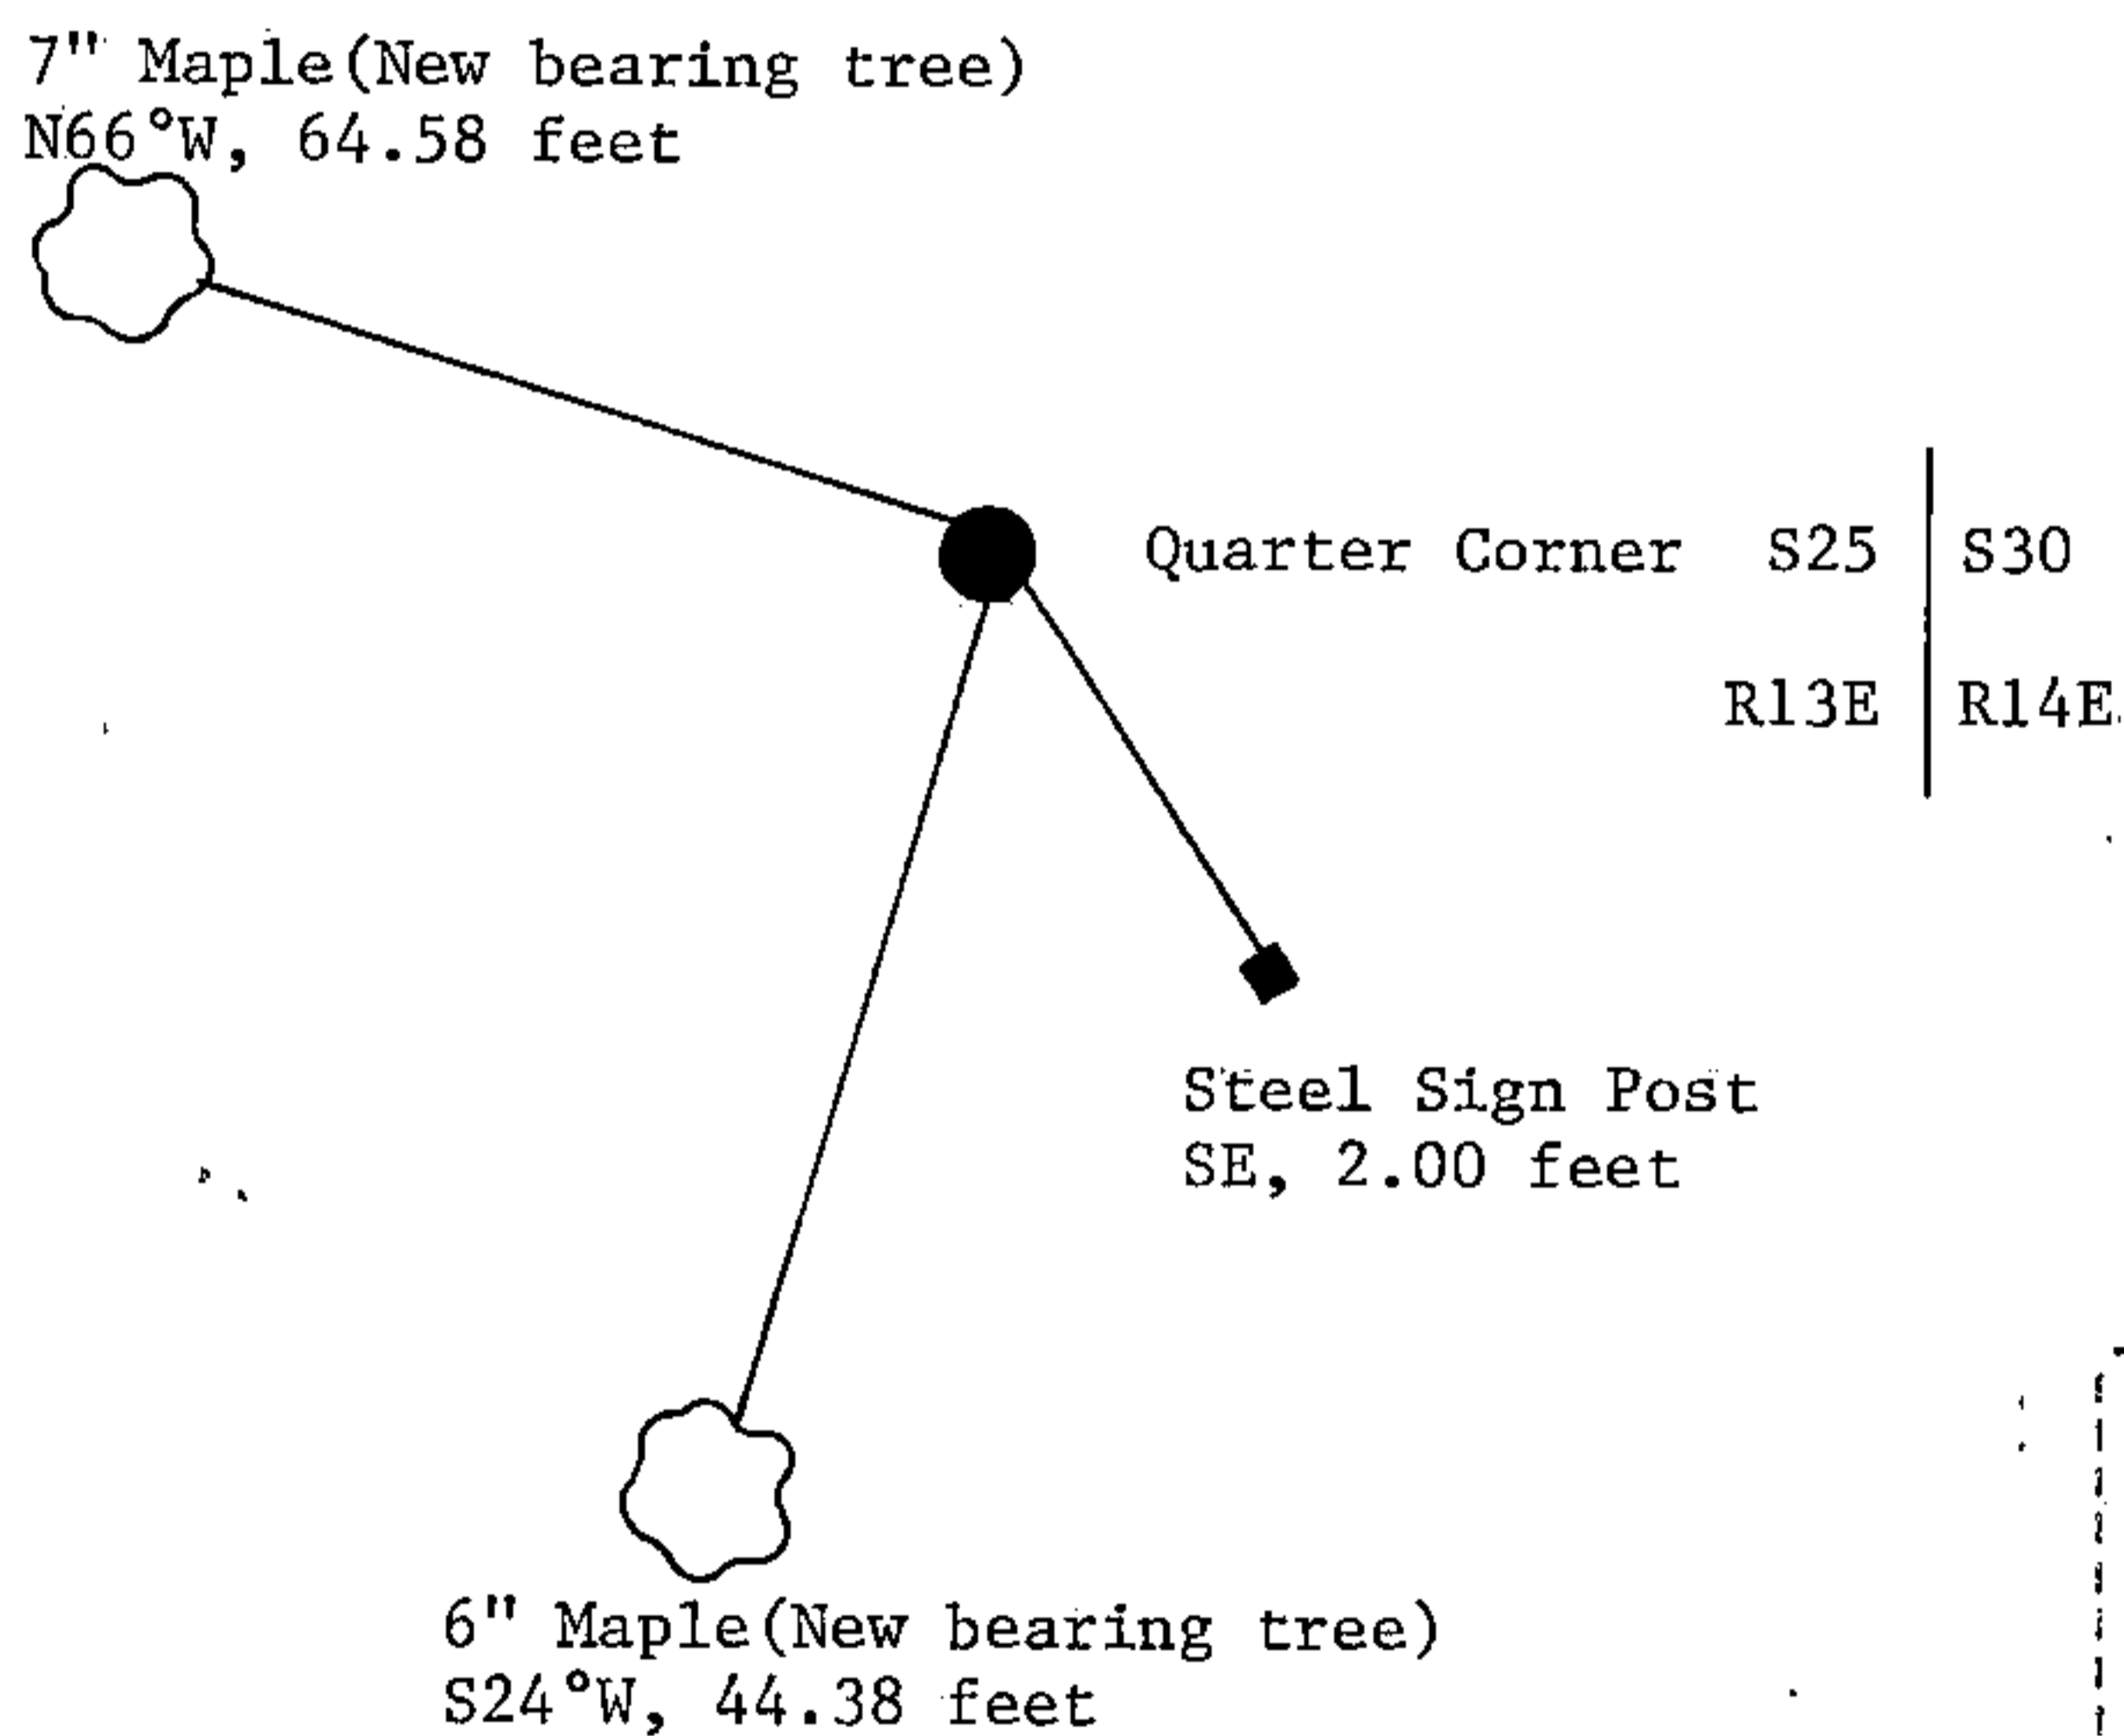 7" Maple(New bearing tree)
N66°W, 64.58 feet
Quarter Corner S25 S30
R13E R14E
Steel Sign Post
SE, 2.00 feet
6" Maple(New bearing tree)
S24°W, 44.38 feet